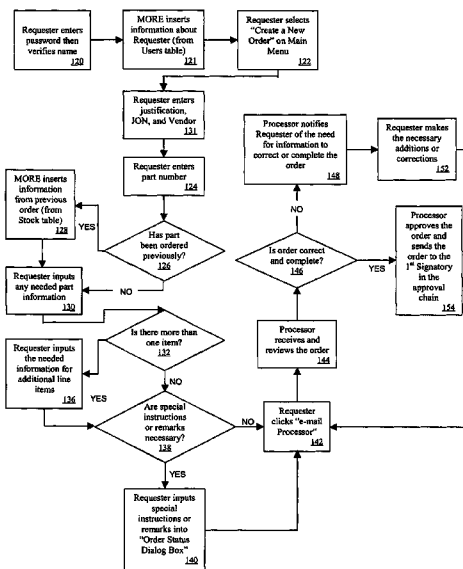 Requester enters
password then
verifies name
120
MORE inserts
information about
Requester (from
Users table)
121
Requester selects
“Create a New
Order” on Main
Menu
122
Requester enters
justification,
JON, and Vendor
131
Requester enters
part number
124
Has part
been ordered
previously?
126
YES
NO
MORE inserts
information
from previous
order (from
Stock table)
128
Requester inputs
any needed part
information
130
Is there more than
one item?
132
YES
NO
Requester inputs
the needed
information for
additional line
items
136
Are special
instructions
or remarks
necessary?
138
NO
YES
Requester inputs
special
instructions or
remarks into
“Order Status
Dialog Box”
140
Requester
clicks “e-mail
Processor”
142
Processor
receives and
reviews the order
144
Is order correct
and complete?
146
NO
YES
Processor notifies
Requester of the need
for information to
correct or complete the
order
148
Requester makes
the necessary
additions or
corrections
152
Processor
approves the
order and sends
the order to the
1st Signatory
in the
approval
chain
154